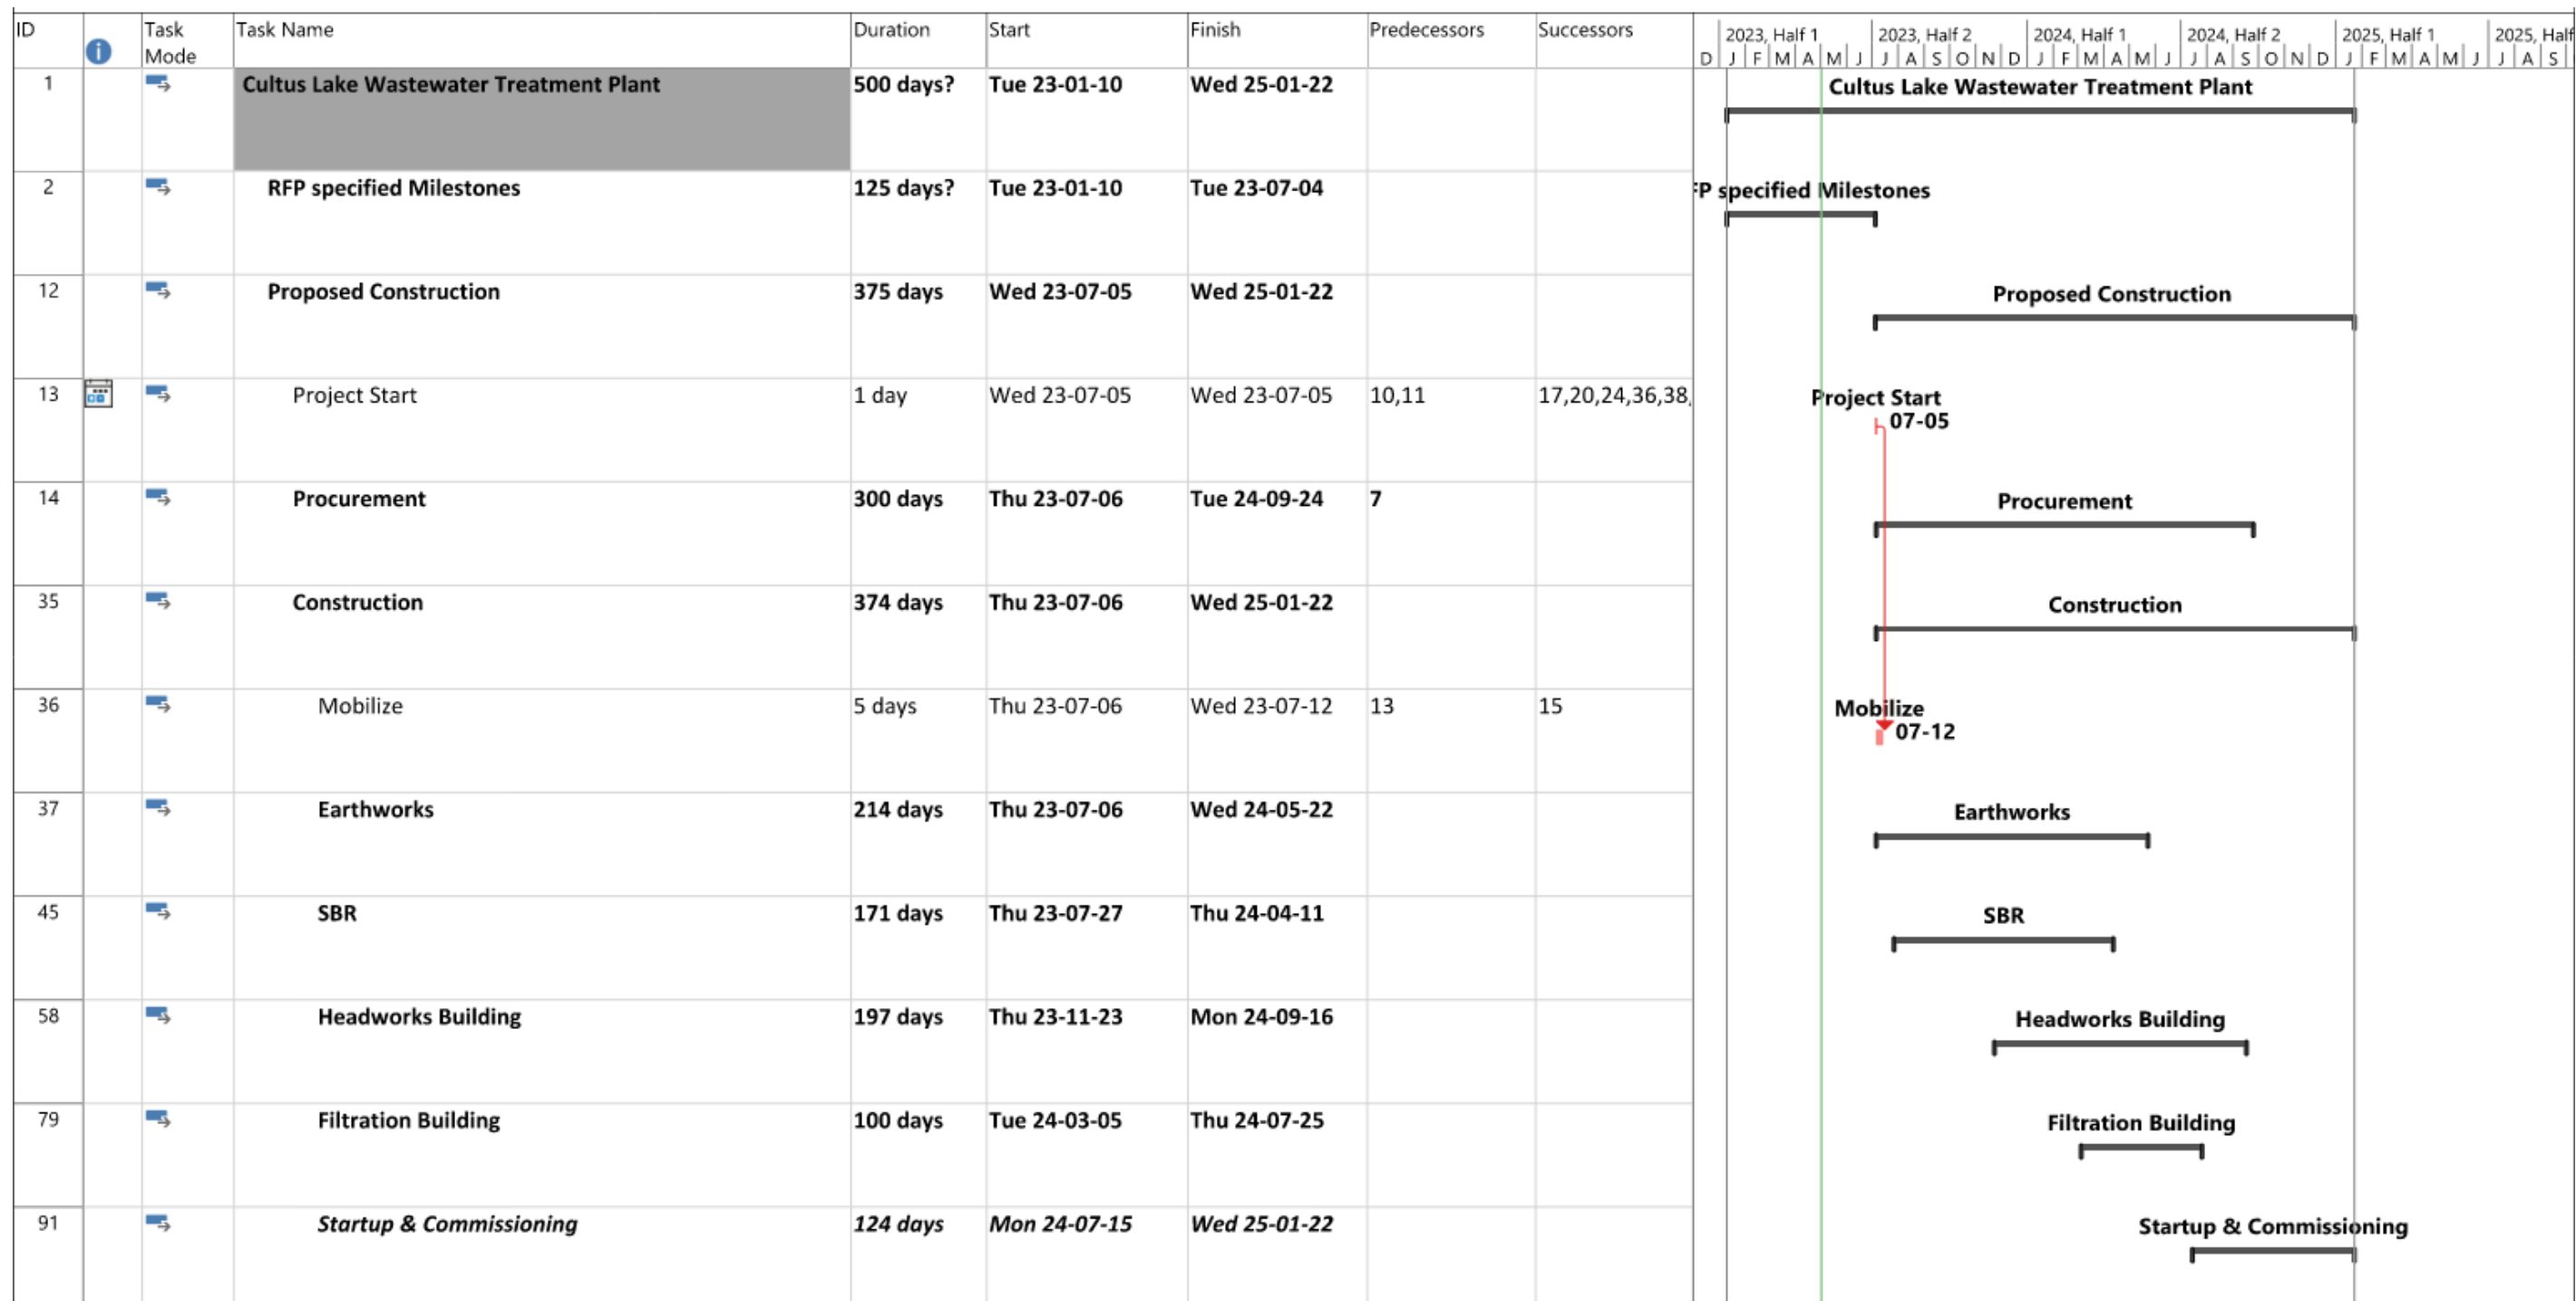 ID Task Mode Task Name Duration Start Finish Predecessors Successors
2023, Half 1 2023, Half 2 2024, Half 1 2024, Half 2 2025, Half 1 2025, Half
D J F M A M J J A S O N D J F M A M J J A S O N D J F M A M J J A S
1 Cultus Lake Wastewater Treatment Plant 500 days? Tue 23-01-10 Wed 25-01-22
Cultus Lake Wastewater Treatment Plant
2 RFP specified Milestones 125 days? Tue 23-01-10 Tue 23-07-04
FP specified Milestones
12 Proposed Construction 375 days Wed 23-07-05 Wed 25-01-22
Proposed Construction
13 Project Start 1 day Wed 23-07-05 Wed 23-07-05 10,11 17,20,24,36,38,
Project Start
07-05
14 Procurement 300 days Thu 23-07-06 Tue 24-09-24 7
Procurement
35 Construction 374 days Thu 23-07-06 Wed 25-01-22
Construction
36 Mobilize 5 days Thu 23-07-06 Wed 23-07-12 13 15
Mobilize
07-12
37 Earthworks 214 days Thu 23-07-06 Wed 24-05-22
Earthworks
45 SBR 171 days Thu 23-07-27 Thu 24-04-11
SBR
58 Headworks Building 197 days Thu 23-11-23 Mon 24-09-16
Headworks Building
79 Filtration Building 100 days Tue 24-03-05 Thu 24-07-25
Filtration Building
91 Startup & Commissioning 124 days Mon 24-07-15 Wed 25-01-22
Startup & Commissioning